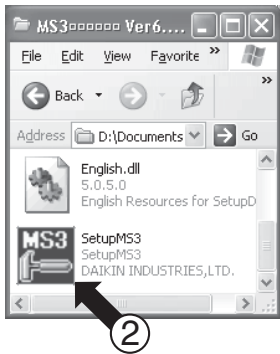 MS3□□□□□□ Ver6....
File Edit View Favorite »
Back »
Address D:\Documents Go
English.dll
5.0.5.0
English Resources for SetupD
MS3
SetupMS3
SetupMS3
DAIKIN INDUSTRIES,LTD.
②